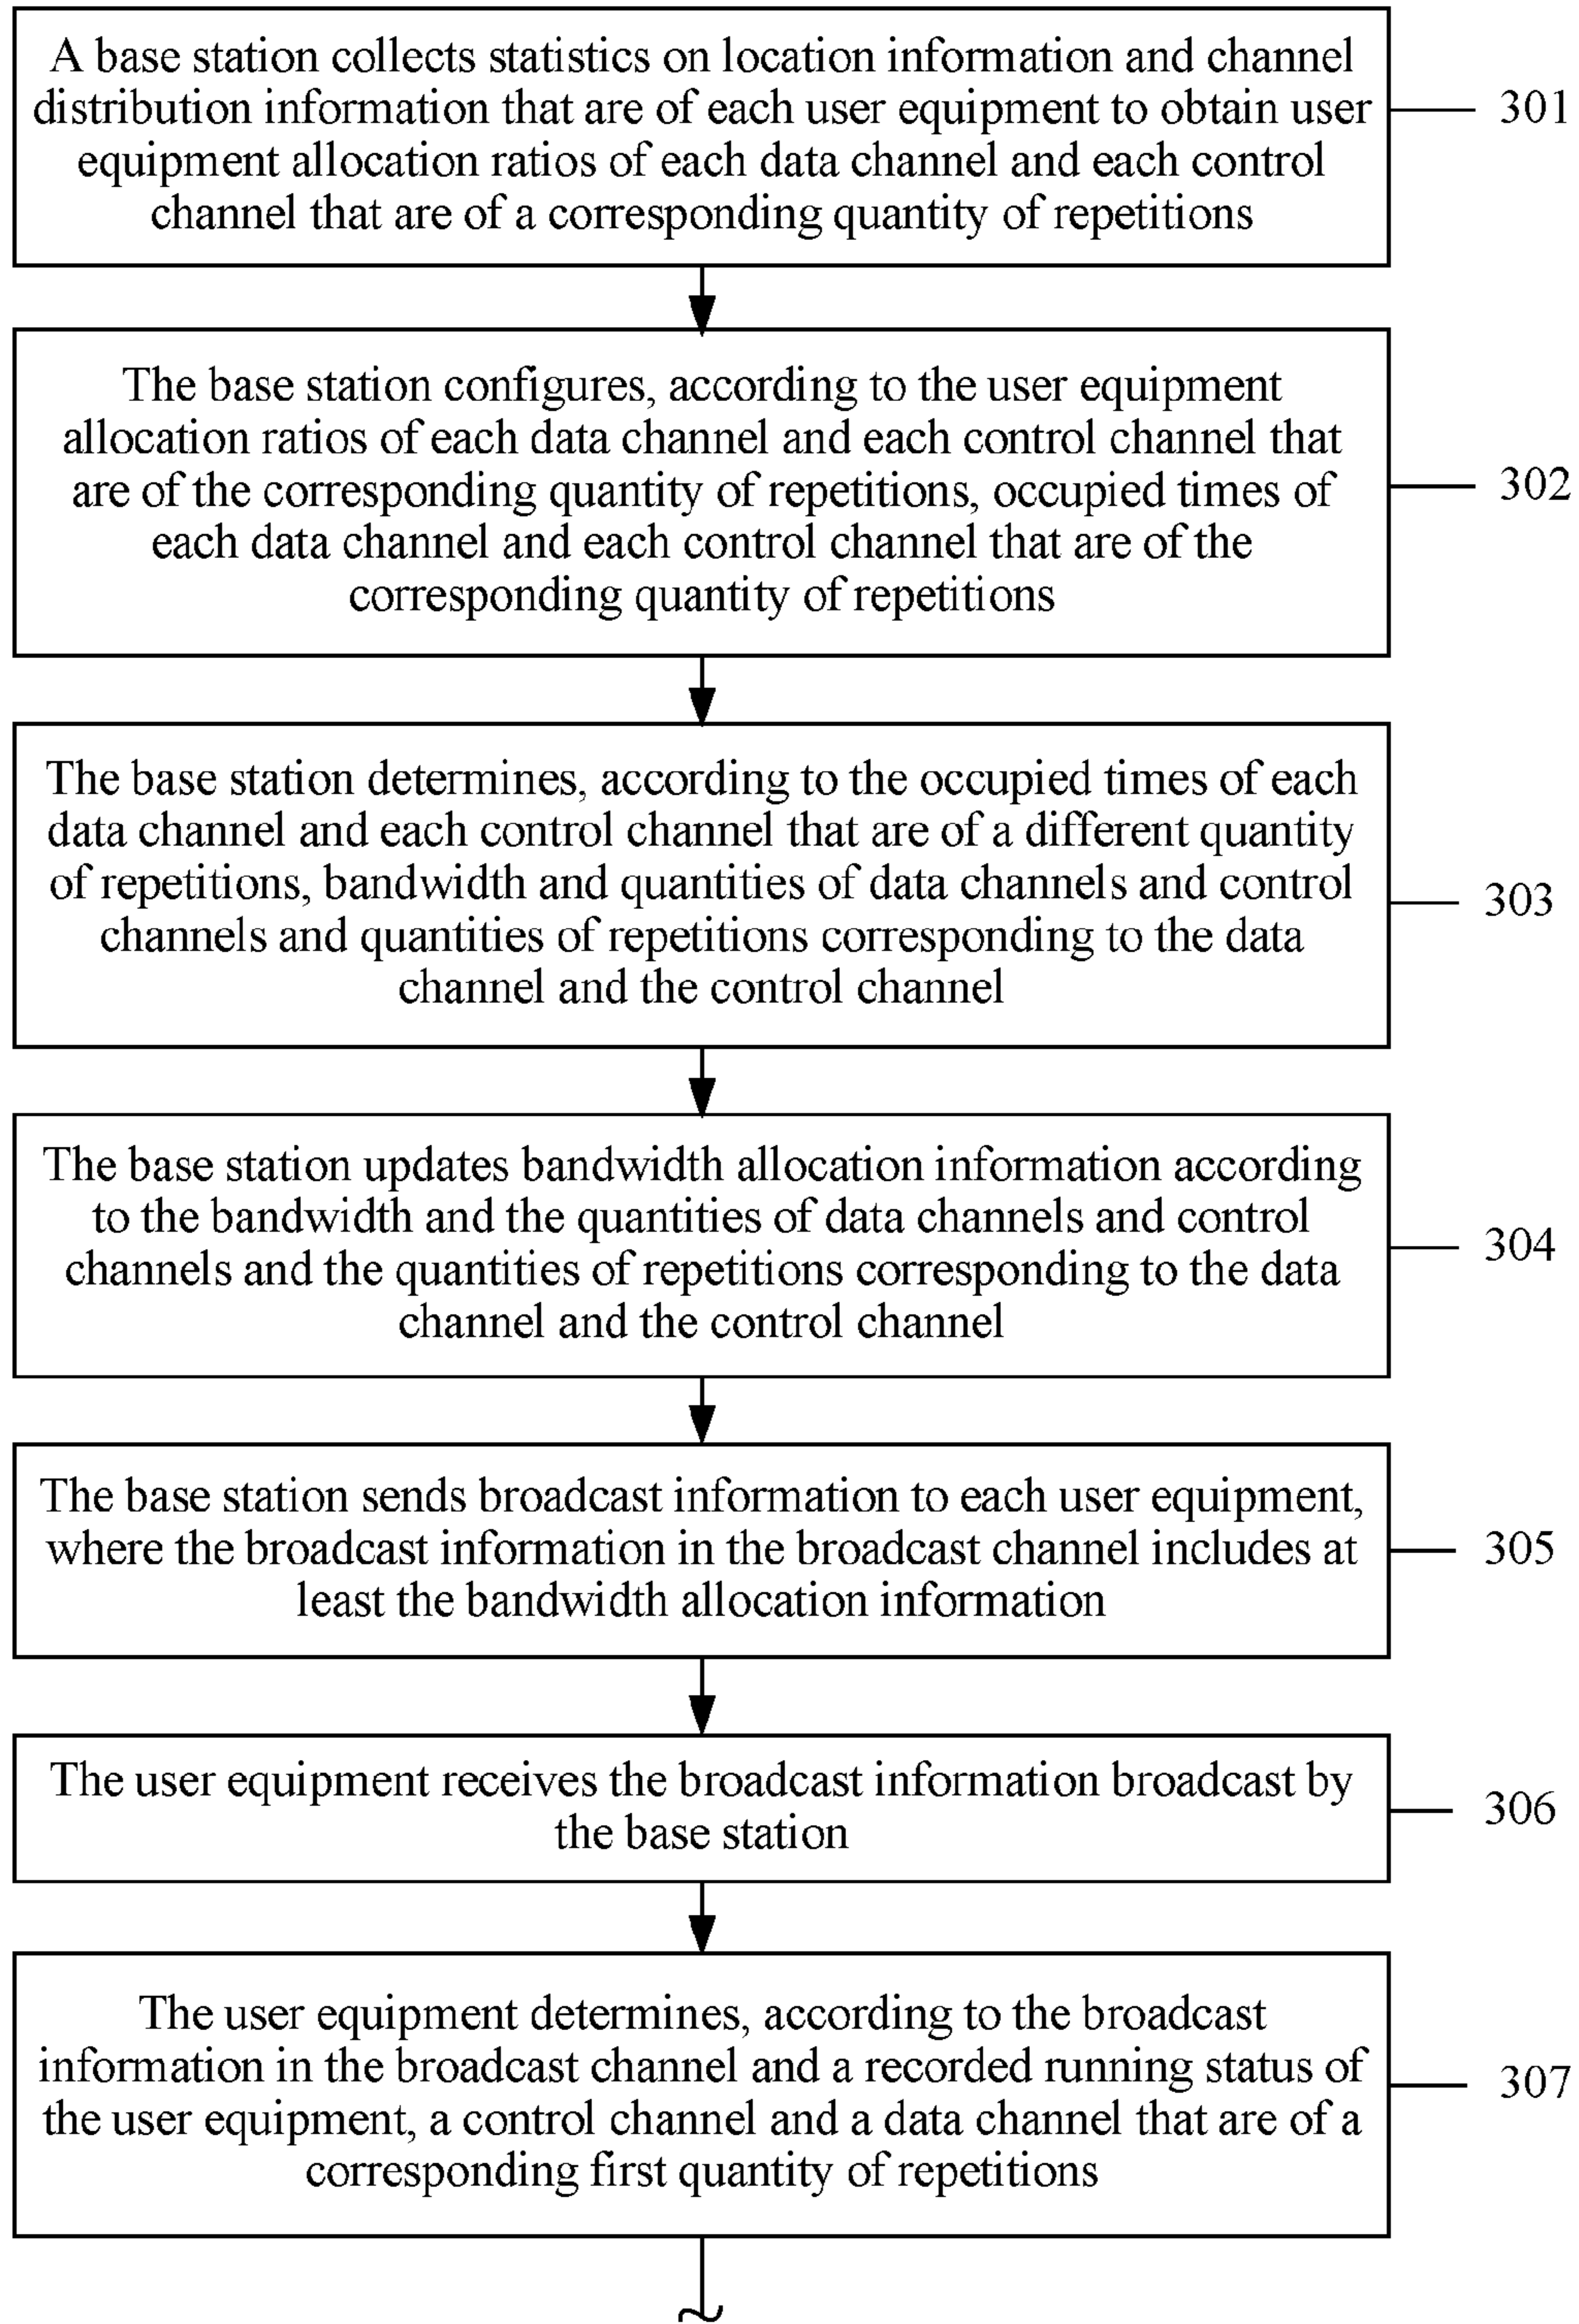 A base station collects statistics on location information and channel
distribution information that are of each user equipment to obtain user
equipment allocation ratios of each data channel and each control
channel that are of a corresponding quantity of repetitions
301
The base station configures, according to the user equipment
allocation ratios of each data channel and each control channel that
are of the corresponding quantity of repetitions, occupied times of
each data channel and each control channel that are of the
corresponding quantity of repetitions
302
The base station determines, according to the occupied times of each
data channel and each control channel that are of a different quantity
of repetitions, bandwidth and quantities of data channels and control
channels and quantities of repetitions corresponding to the data
channel and the control channel
303
The base station updates bandwidth allocation information according
to the bandwidth and the quantities of data channels and control
channels and the quantities of repetitions corresponding to the data
channel and the control channel
304
The base station sends broadcast information to each user equipment,
where the broadcast information in the broadcast channel includes at
least the bandwidth allocation information
305
The user equipment receives the broadcast information broadcast by
the base station
306
The user equipment determines, according to the broadcast
information in the broadcast channel and a recorded running status of
the user equipment, a control channel and a data channel that are of a
corresponding first quantity of repetitions
307